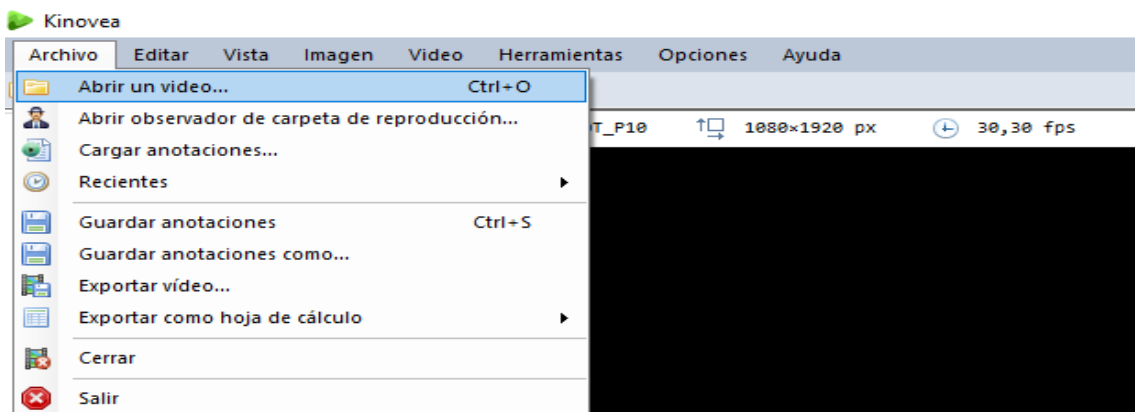 Kinovea
Archivo Editar Vista Imagen Video Herramientas Opciones Ayuda
Abrir un video... Ctrl+O
Abrir observador de carpeta de reproducción...
T_P10 1080×1920 px 30,30 fps
Cargar anotaciones...
Recientes
Guardar anotaciones Ctrl+S
Guardar anotaciones como...
Exportar vídeo...
Exportar como hoja de cálculo
Cerrar
Salir